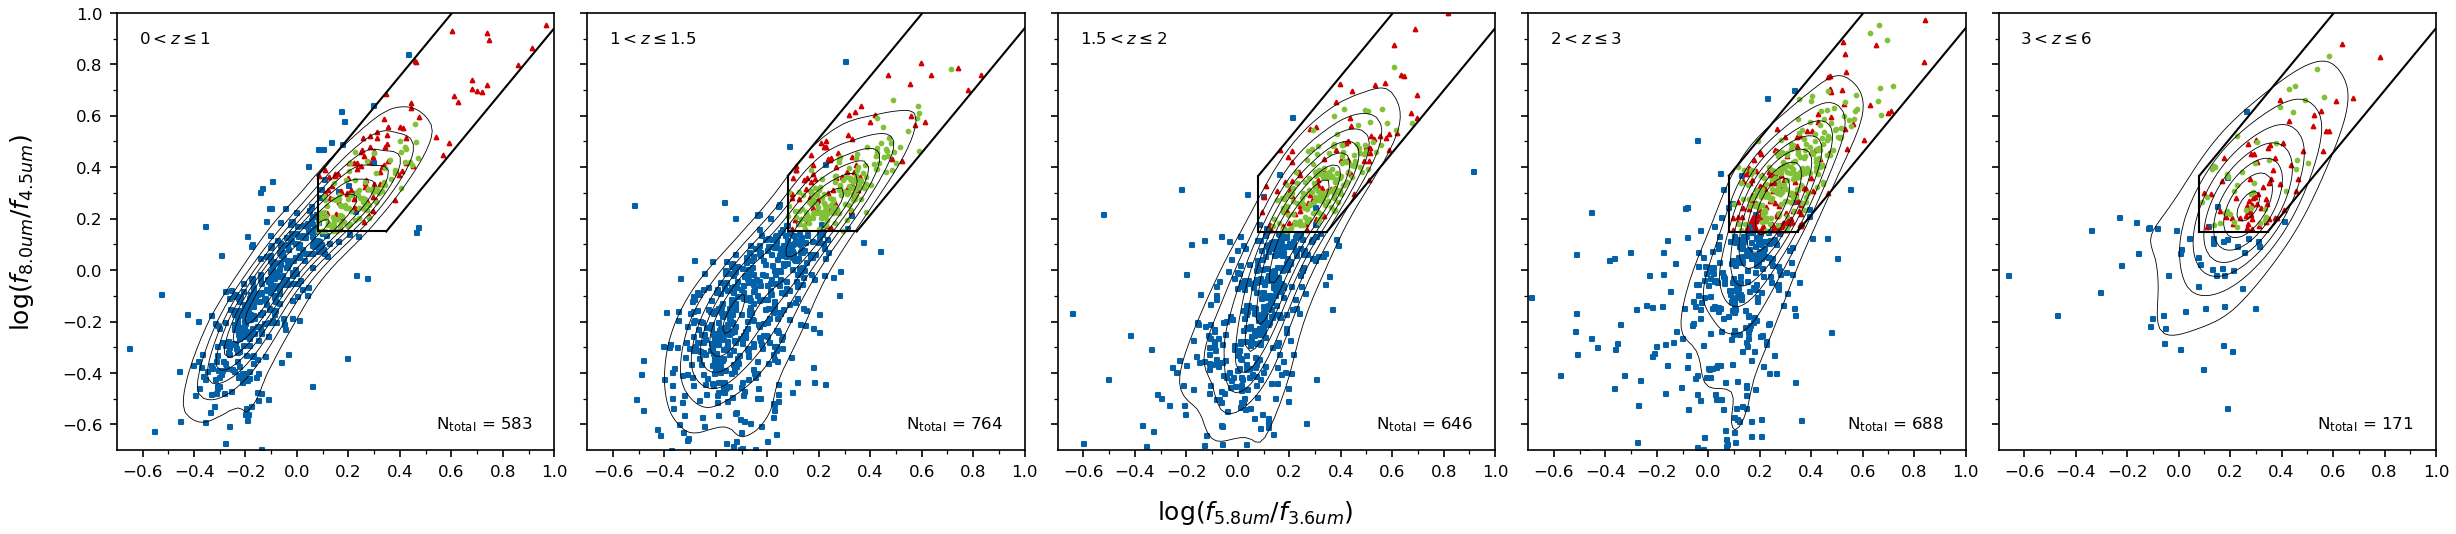 log(f8.0um/f4.5um)
1.0
0.8
0.6
0.4
0.2
0.0
−0.2
−0.4
−0.6
0 < z ≤ 1
Ntotal = 583
−0.6 −0.4 −0.2 0.0 0.2 0.4 0.6 0.8 1.0
1 < z ≤ 1.5
Ntotal = 764
−0.6 −0.4 −0.2 0.0 0.2 0.4 0.6 0.8 1.0
1.5 < z ≤ 2
Ntotal = 646
−0.6 −0.4 −0.2 0.0 0.2 0.4 0.6 0.8 1.0
2 < z ≤ 3
Ntotal = 688
−0.6 −0.4 −0.2 0.0 0.2 0.4 0.6 0.8 1.0
3 < z ≤ 6
Ntotal = 171
−0.6 −0.4 −0.2 0.0 0.2 0.4 0.6 0.8 1.0
log(f5.8um/f3.6um)